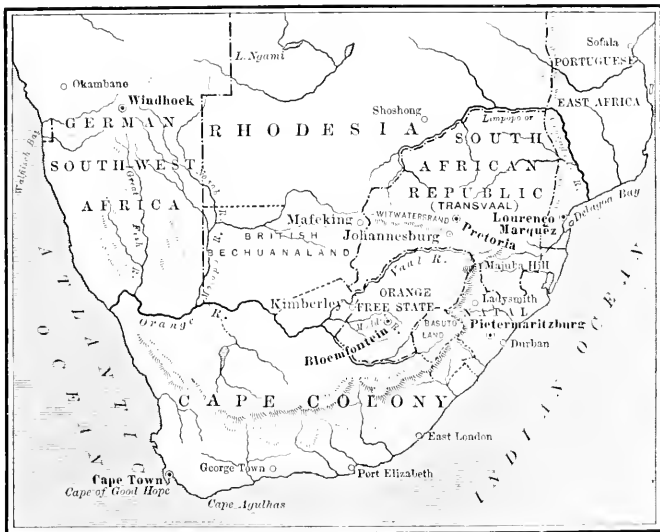 Sofala
PORTUGUESE
EAST AFRICA
L. Ngami
Okambane
Windhoek
GERMAN
SOUTH-WEST
AFRICA
Walfisch Bay
Great
Fish
R.
RHODESIA
Shoshong
Limpopo or
R.
SOUTH
AFRICAN
REPUBLIC
(TRANSVAAL)
WITWATERSRAND
Mafeking
Johannesburg
Pretoria
Lourenço
Marquez
Delagoa Bay
BRITISH
BECHUANALAND
R.
Vaal R.
Majuba Hill
Kimberley
ORANGE
FREE STATE
Ladysmith
NATAL
Orange R.
BASUTO
LAND
Pietermaritzburg
Bloemfontein
Durban
CAPE COLONY
East London
George Town
Port Elizabeth
Cape Town
Cape of Good Hope
Cape Agulhas
ATLANTIC
OCEAN
INDIAN OCEAN